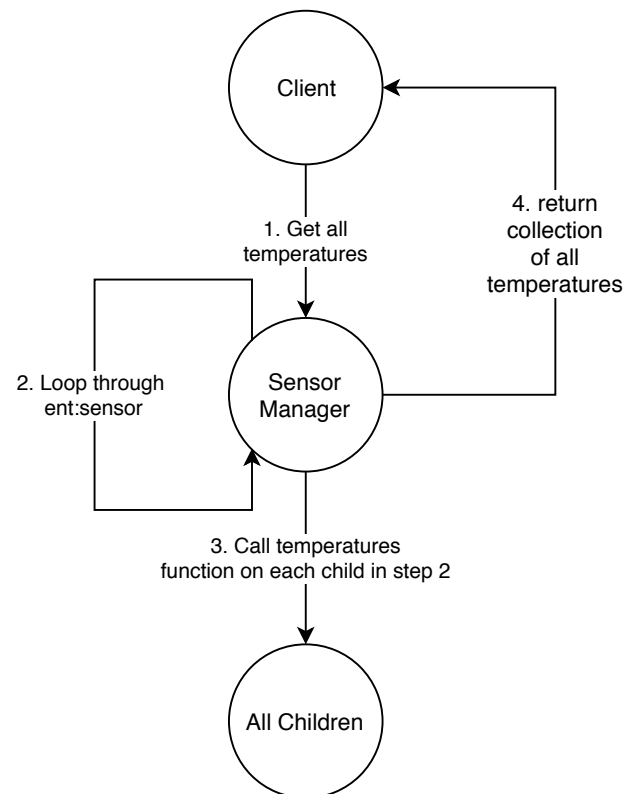 Client
1. Get all
temperatures
4. return
collection
of all
temperatures
2. Loop through
ent:sensor
Sensor
Manager
3. Call temperatures
function on each child in step 2
All Children